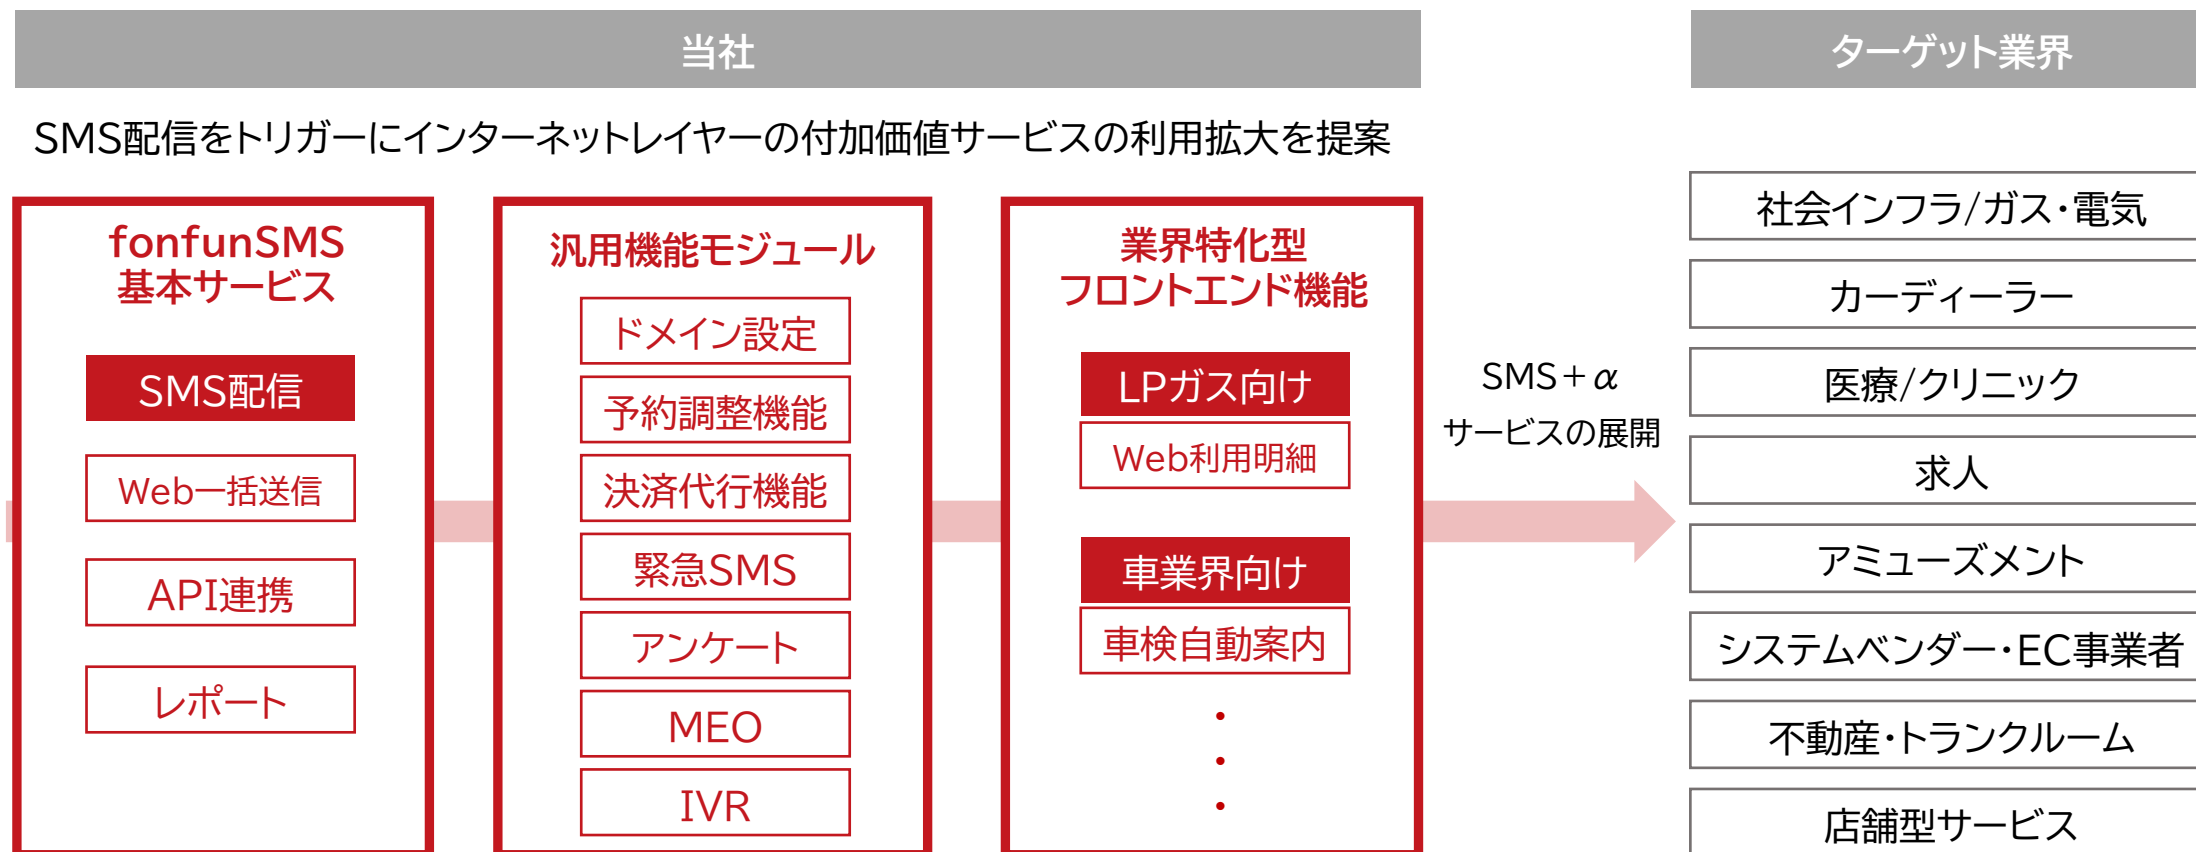 当社
SMS配信をトリガーにインターネットレイヤーの付加価値サービスの利用拡大を提案
fonfunSMS
基本サービス
SMS配信
Web一括送信
API連携
レポート
汎用機能モジュール
ドメイン設定
予約調整機能
決済代行機能
緊急SMS
アンケート
MEO
IVR
業界特化型
フロントエンド機能
LPガス向け
Web利用明細
車業界向け
車検自動案内
・
・
・
SMS+α
サービスの展開
ターゲット業界
社会インフラ/ガス・電気
カーディーラー
医療/クリニック
求人
アミューズメント
システムベンダー・EC事業者
不動産・トランクルーム
店舗型サービス